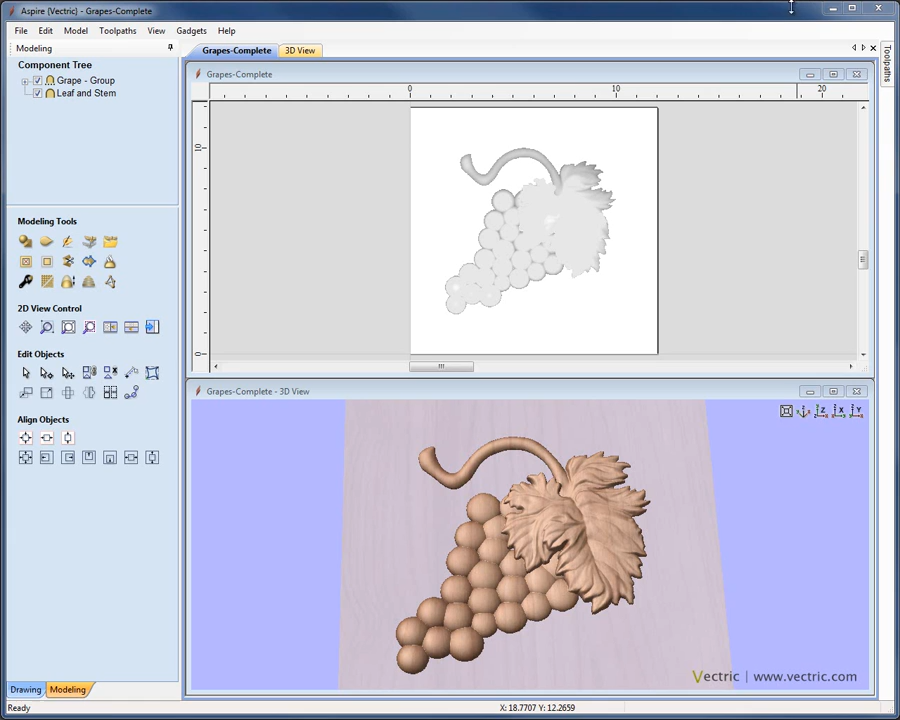 Aspire {Vectric} - Grapes-Complete
File Edit Model Toolpaths View Gadgets Help
Modeling
Grapes-Complete 3D View
Toolpaths
Component Tree
Grape - Group
Leaf and Stem
Grapes-Complete
0 10 20
10
0
Modeling Tools
2D View Control
Edit Objects
Align Objects
Grapes-Complete - 3D View
Z X Y
Vectric | www.vectric.com
Drawing Modeling
Ready X: 18.7707 Y: 12.2659